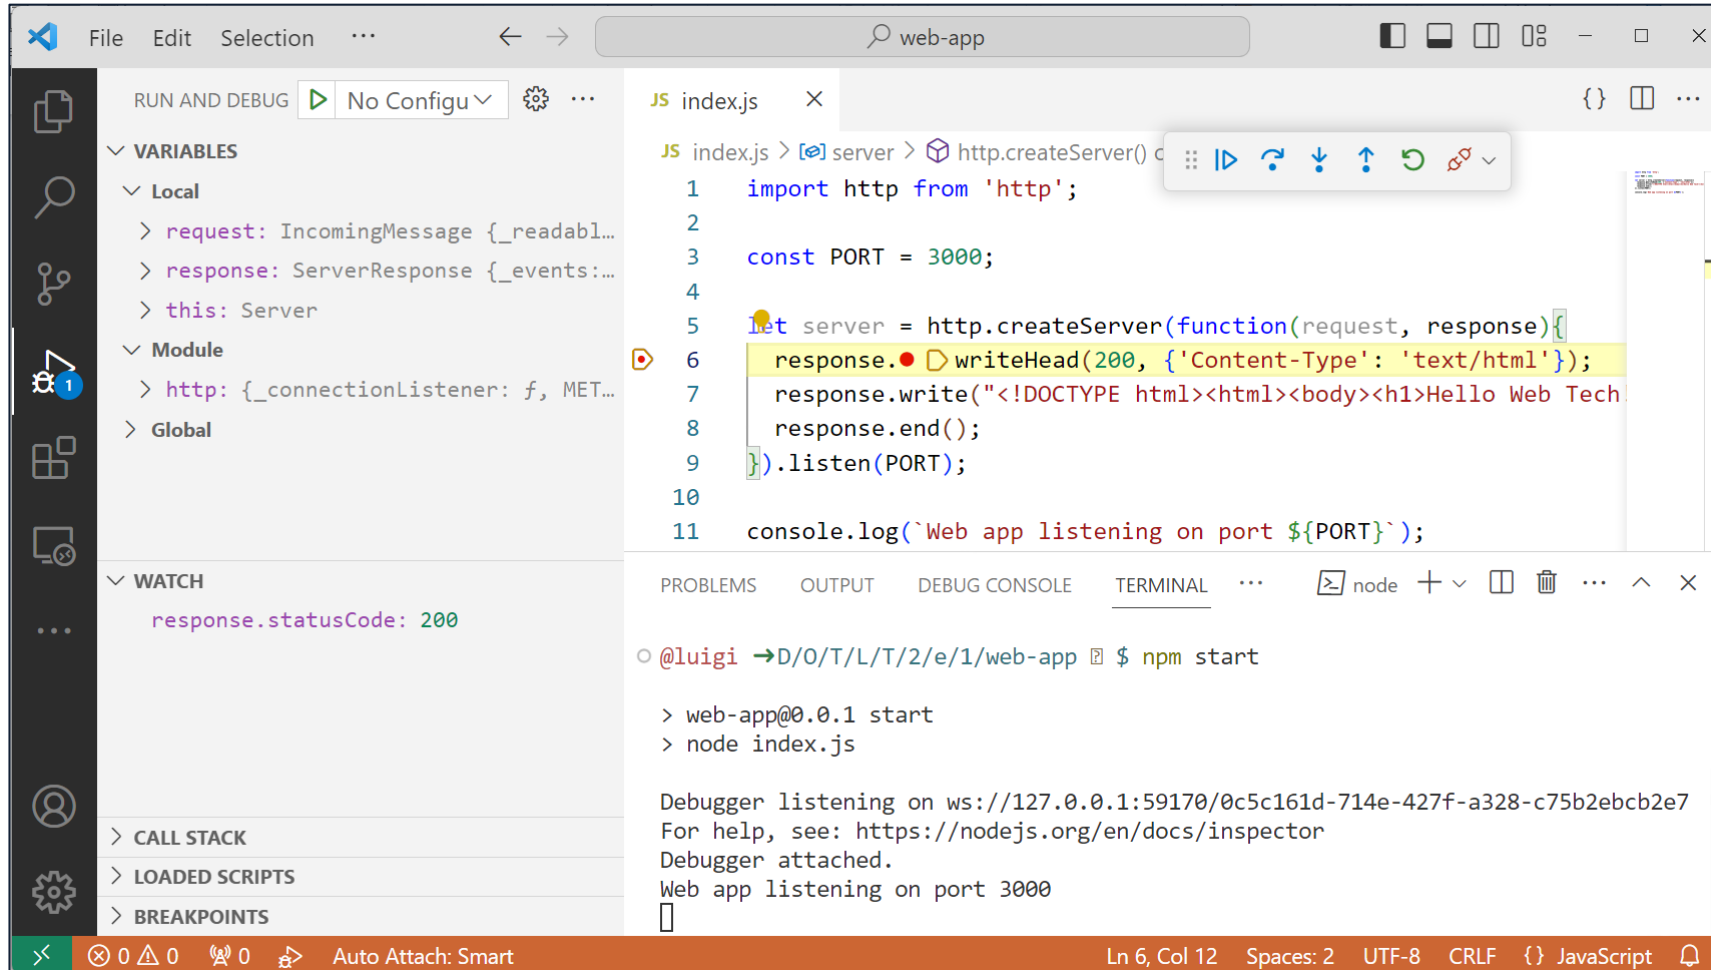 File Edit Selection ··· web-app
RUN AND DEBUG No Configu
VARIABLES
Local
request: IncomingMessage {_readabl…
response: ServerResponse {_events:…
this: Server
Module
http: {_connectionListener: ƒ, MET…
Global
WATCH
response.statusCode: 200
CALL STACK
LOADED SCRIPTS
BREAKPOINTS
1
JS index.js
JS index.js > server > http.createServer() c
1 import http from 'http';
2
3 const PORT = 3000;
4
5 let server = http.createServer(function(request, response){
6 response.writeHead(200, {'Content-Type': 'text/html'});
7 response.write("<!DOCTYPE html><html><body><h1>Hello Web Tech!
8 response.end();
9 }).listen(PORT);
10
11 console.log(`Web app listening on port ${PORT}`);
PROBLEMS OUTPUT DEBUG CONSOLE TERMINAL ··· node
@luigi ➜D/O/T/L/T/2/e/1/web-app $ npm start
> web-app@0.0.1 start
> node index.js
Debugger listening on ws://127.0.0.1:59170/0c5c161d-714e-427f-a328-c75b2ebcb2e7
For help, see: https://nodejs.org/en/docs/inspector
Debugger attached.
Web app listening on port 3000
0 0 0 Auto Attach: Smart Ln 6, Col 12 Spaces: 2 UTF-8 CRLF {} JavaScript